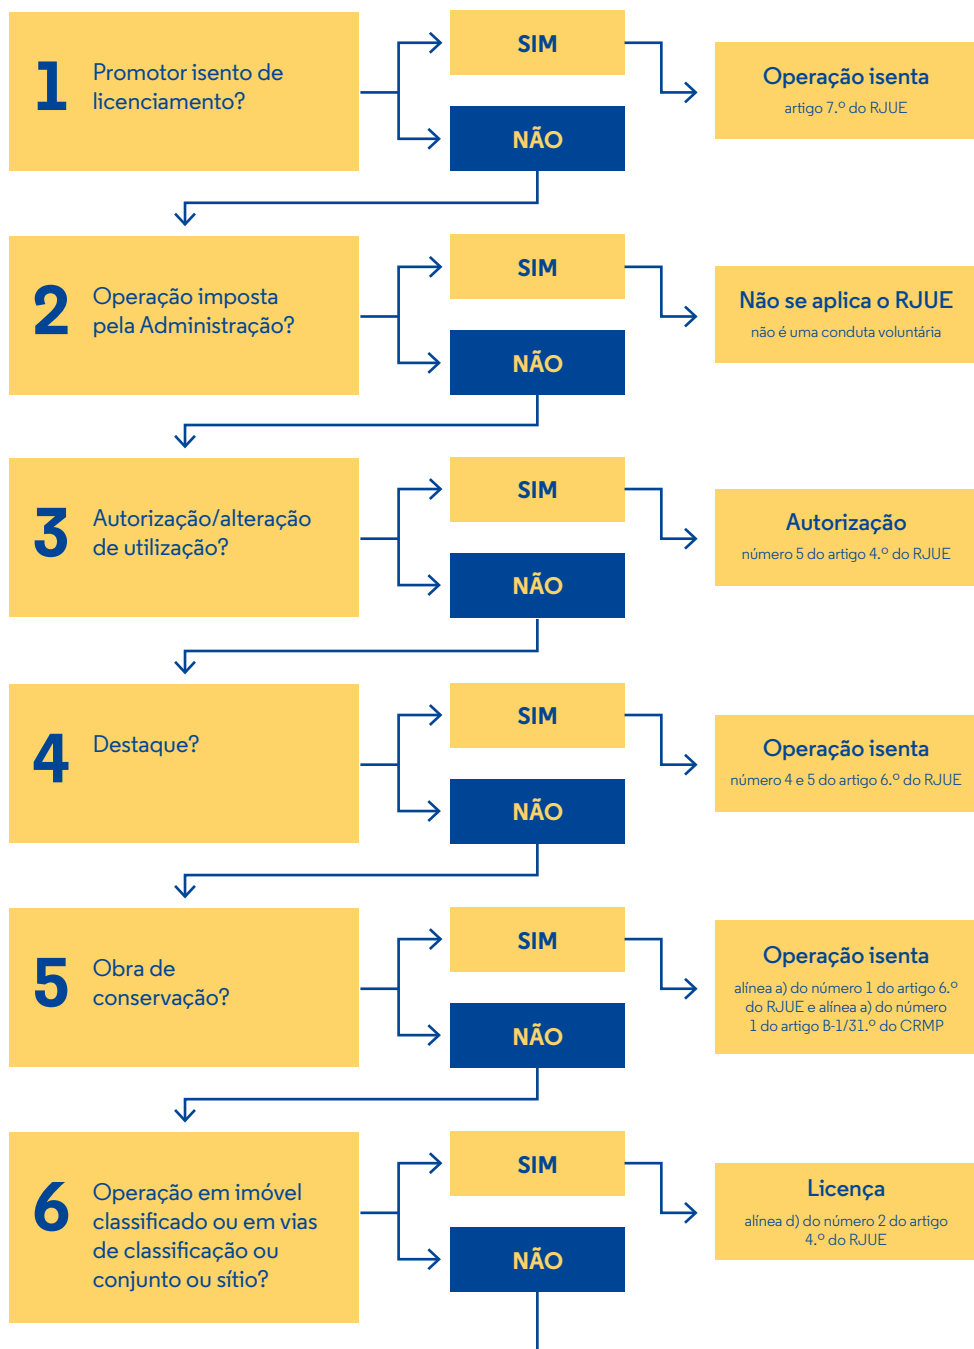 1
Promotor isento de
licenciamento?
SIM
NÃO
Operação isenta
artigo 7.º do RJUE
2
Operação imposta
pela Administração?
SIM
NÃO
Não se aplica o RJUE
não é uma conduta voluntária
3
Autorização/alteração
de utilização?
SIM
NÃO
Autorização
número 5 do artigo 4.º do RJUE
4
Destaque?
SIM
NÃO
Operação isenta
número 4 e 5 do artigo 6.º do RJUE
5
Obra de
conservação?
SIM
NÃO
Operação isenta
alínea a) do número 1 do artigo 6.º
do RJUE e alínea a) do número
1 do artigo B-1/31.º do CRMP
6
Operação em imóvel
classificado ou em vias
de classificação ou
conjunto ou sítio?
SIM
NÃO
Licença
alínea d) do número 2 do artigo
4.º do RJUE